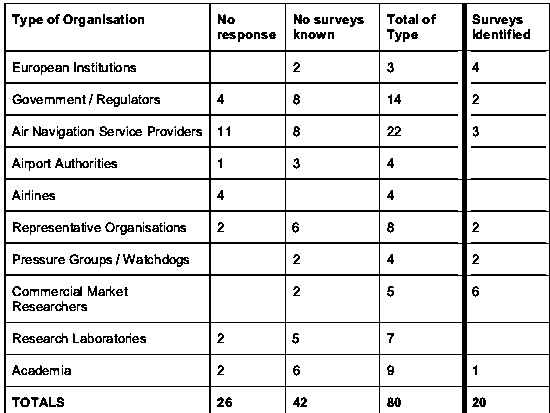 Type of Organisation No response No surveys known Total of Type Surveys Identified
European Institutions 2 3 4
Government / Regulators 4 8 14 2
Air Navigation Service Providers 11 8 22 3
Airport Authorities 1 3 4
Airlines 4 4
Representative Organisations 2 6 8 2
Pressure Groups / Watchdogs 2 4 2
Commercial Market Researchers 2 5 6
Research Laboratories 2 5 7
Academia 2 6 9 1
TOTALS 26 42 80 20